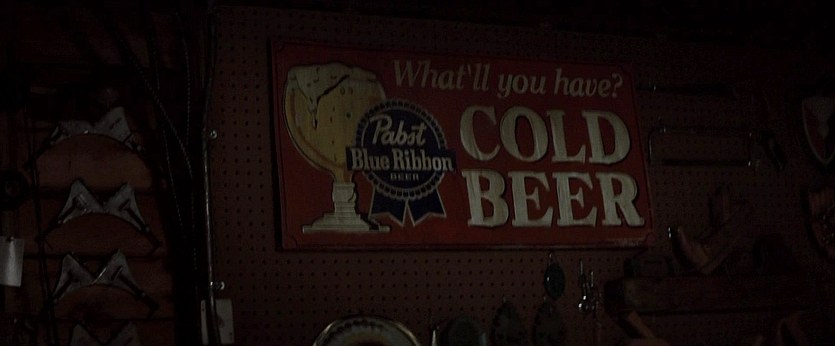 What'll you have?
Pabst
Blue Ribbon
BEER
COLD
BEER